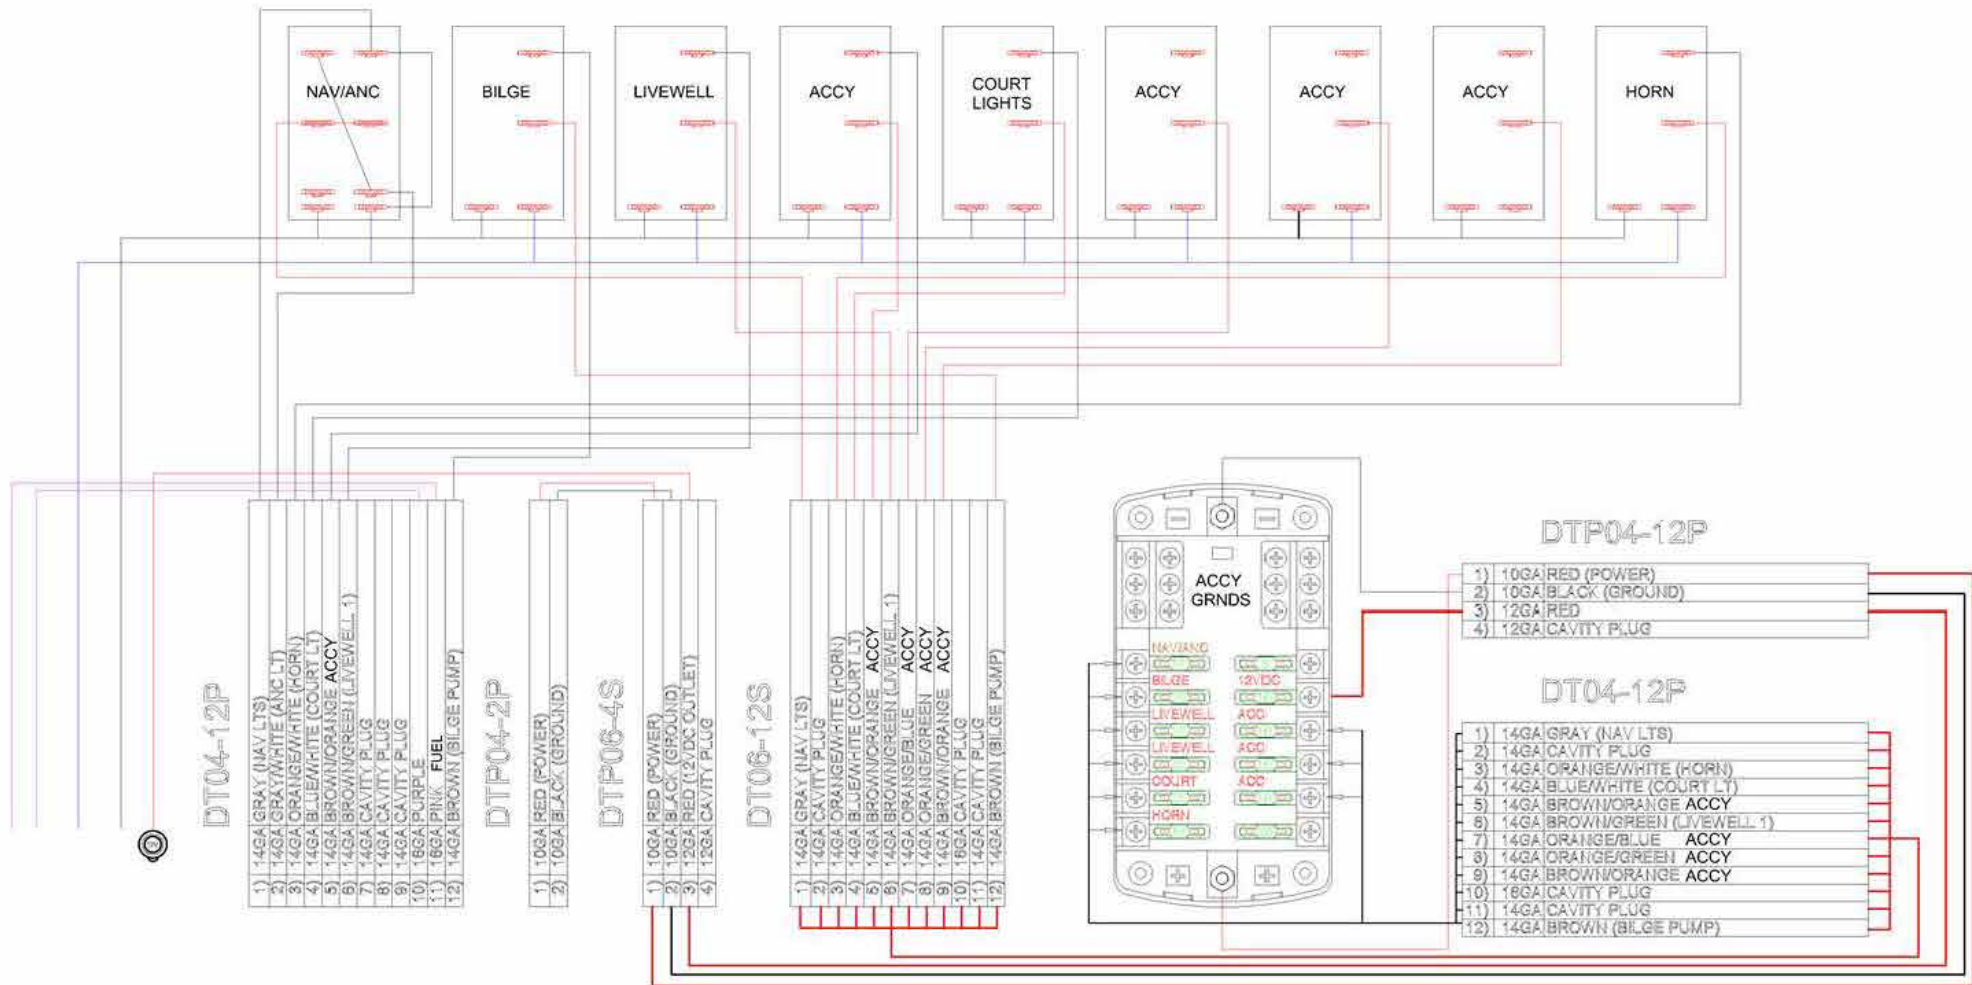 NAV/ANC
BILGE
LIVEWELL
ACCY
COURT
LIGHTS
ACCY
ACCY
ACCY
HORN
DT04-12P
1) 14GA GRAY (NAV LTS)
2) 14GA GRAY/WHITE (ANC LT)
3) 14GA ORANGE/WHITE (HORN)
4) 14GA BLUE/WHITE (COURT LT)
5) 14GA BROWN/ORANGE ACCY
6) 14GA BROWN/GREEN (LIVEWELL 1)
7) 14GA CAVITY PLUG
8) 14GA CAVITY PLUG
9) 14GA CAVITY PLUG
10) 16GA PURPLE
11) 16GA PINK FUEL
12) 14GA BROWN (BILGE PUMP)
DTP04-2P
1) 10GA RED (POWER)
2) 10GA BLACK (GROUND)
DTP06-4S
1) 10GA RED (POWER)
2) 10GA BLACK (GROUND)
3) 12GA RED (12V DC OUTLET)
4) 12GA CAVITY PLUG
DT06-12S
1) 14GA GRAY (NAV LTS)
2) 14GA CAVITY PLUG
3) 14GA ORANGE/WHITE (HORN)
4) 14GA BLUE/WHITE (COURT LT)
5) 14GA BROWN/ORANGE ACCY
6) 14GA BROWN/GREEN (LIVEWELL 1)
7) 14GA ORANGE/BLUE ACCY
8) 14GA ORANGE/GREEN ACCY
9) 14GA BROWN/ORANGE ACCY
10) 16GA CAVITY PLUG
11) 14GA CAVITY PLUG
12) 14GA BROWN (BILGE PUMP)
ACCY
GRNDS
NAV/ANC
BILGE 12VDC
LIVEWELL ACC
LIVEWELL ACC
COURT ACC
HORN
DTP04-12P
1) 10GA RED (POWER)
2) 10GA BLACK (GROUND)
3) 12GA RED
4) 12GA CAVITY PLUG
DT04-12P
1) 14GA GRAY (NAV LTS)
2) 14GA CAVITY PLUG
3) 14GA ORANGE/WHITE (HORN)
4) 14GA BLUE/WHITE (COURT LT)
5) 14GA BROWN/ORANGE ACCY
6) 14GA BROWN/GREEN (LIVEWELL 1)
7) 14GA ORANGE/BLUE ACCY
8) 14GA ORANGE/GREEN ACCY
9) 14GA BROWN/ORANGE ACCY
10) 16GA CAVITY PLUG
11) 14GA CAVITY PLUG
12) 14GA BROWN (BILGE PUMP)